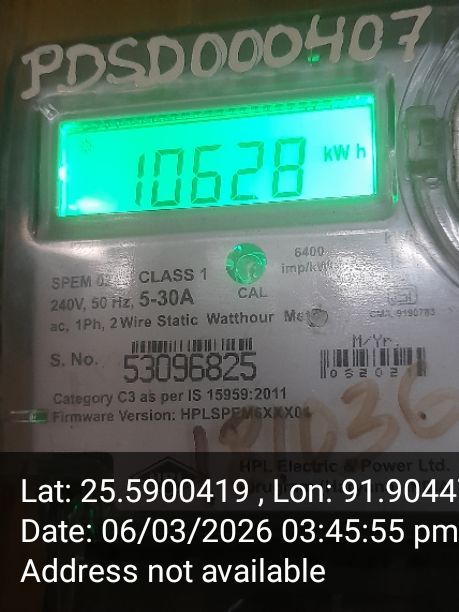 PDSD000407
10628 kWh
SPEM CLASS 1
6400
imp/kWh
240V, 50 Hz, 5-30A
CAL
ac, 1Ph, 2 Wire Static Watthour
M/Yr.
S. No.
53096825
Category C3 as per IS 15959:2011
Firmware Version:
HPL Electric & Power Ltd.
Lat: 25.5900419 , Lon: 91.9044
Date: 06/03/2026 03:45:55 pm
Address not available